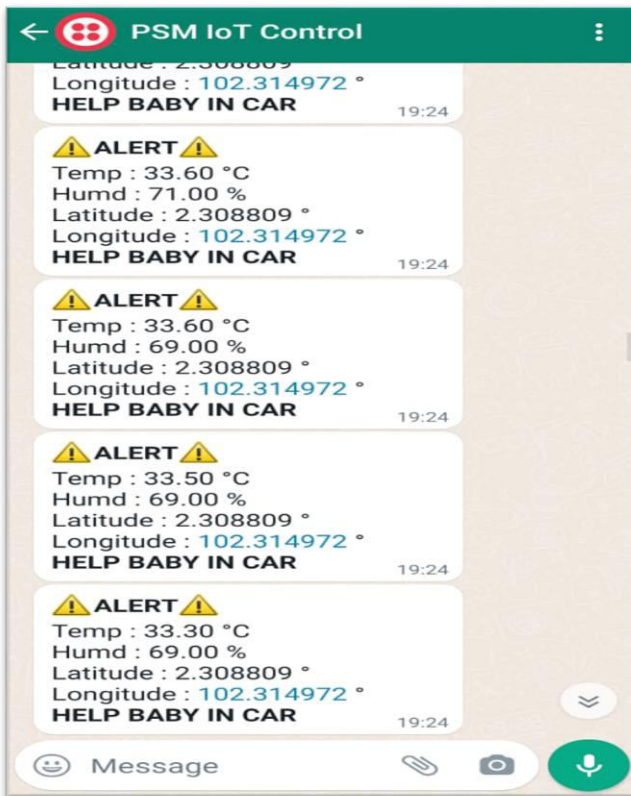 PSM IoT Control
Latitude : 2.308809 °
Longitude : 102.314972 °
HELP BABY IN CAR
19:24
⚠️ALERT⚠️
Temp : 33.60 °C
Humd : 71.00 %
Latitude : 2.308809 °
Longitude : 102.314972 °
HELP BABY IN CAR
19:24
⚠️ALERT⚠️
Temp : 33.60 °C
Humd : 69.00 %
Latitude : 2.308809 °
Longitude : 102.314972 °
HELP BABY IN CAR
19:24
⚠️ALERT⚠️
Temp : 33.50 °C
Humd : 69.00 %
Latitude : 2.308809 °
Longitude : 102.314972 °
HELP BABY IN CAR
19:24
⚠️ALERT⚠️
Temp : 33.30 °C
Humd : 69.00 %
Latitude : 2.308809 °
Longitude : 102.314972 °
HELP BABY IN CAR
19:24
Message